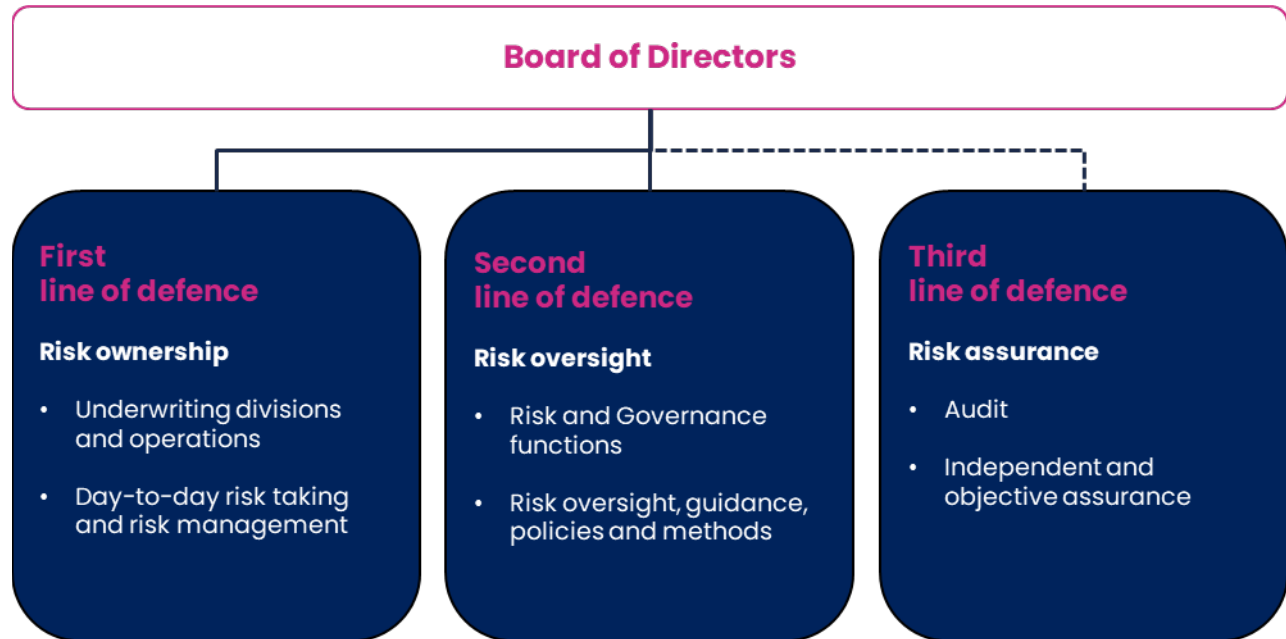 Board of Directors
First
line of defence
Risk ownership
• Underwriting divisions
and operations
• Day-to-day risk taking
and risk management
Second
line of defence
Risk oversight
• Risk and Governance
functions
• Risk oversight, guidance,
policies and methods
Third
line of defence
Risk assurance
• Audit
• Independent and
objective assurance